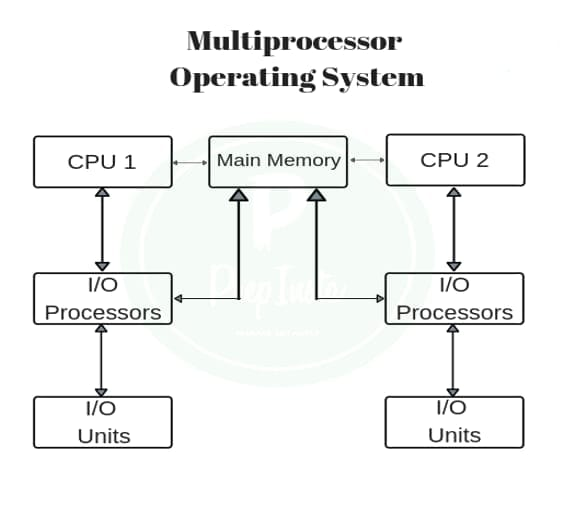 Multiprocessor
Operating System
CPU 1
Main Memory
CPU 2
I/O
Processors
I/O
Processors
I/O
Units
I/O
Units